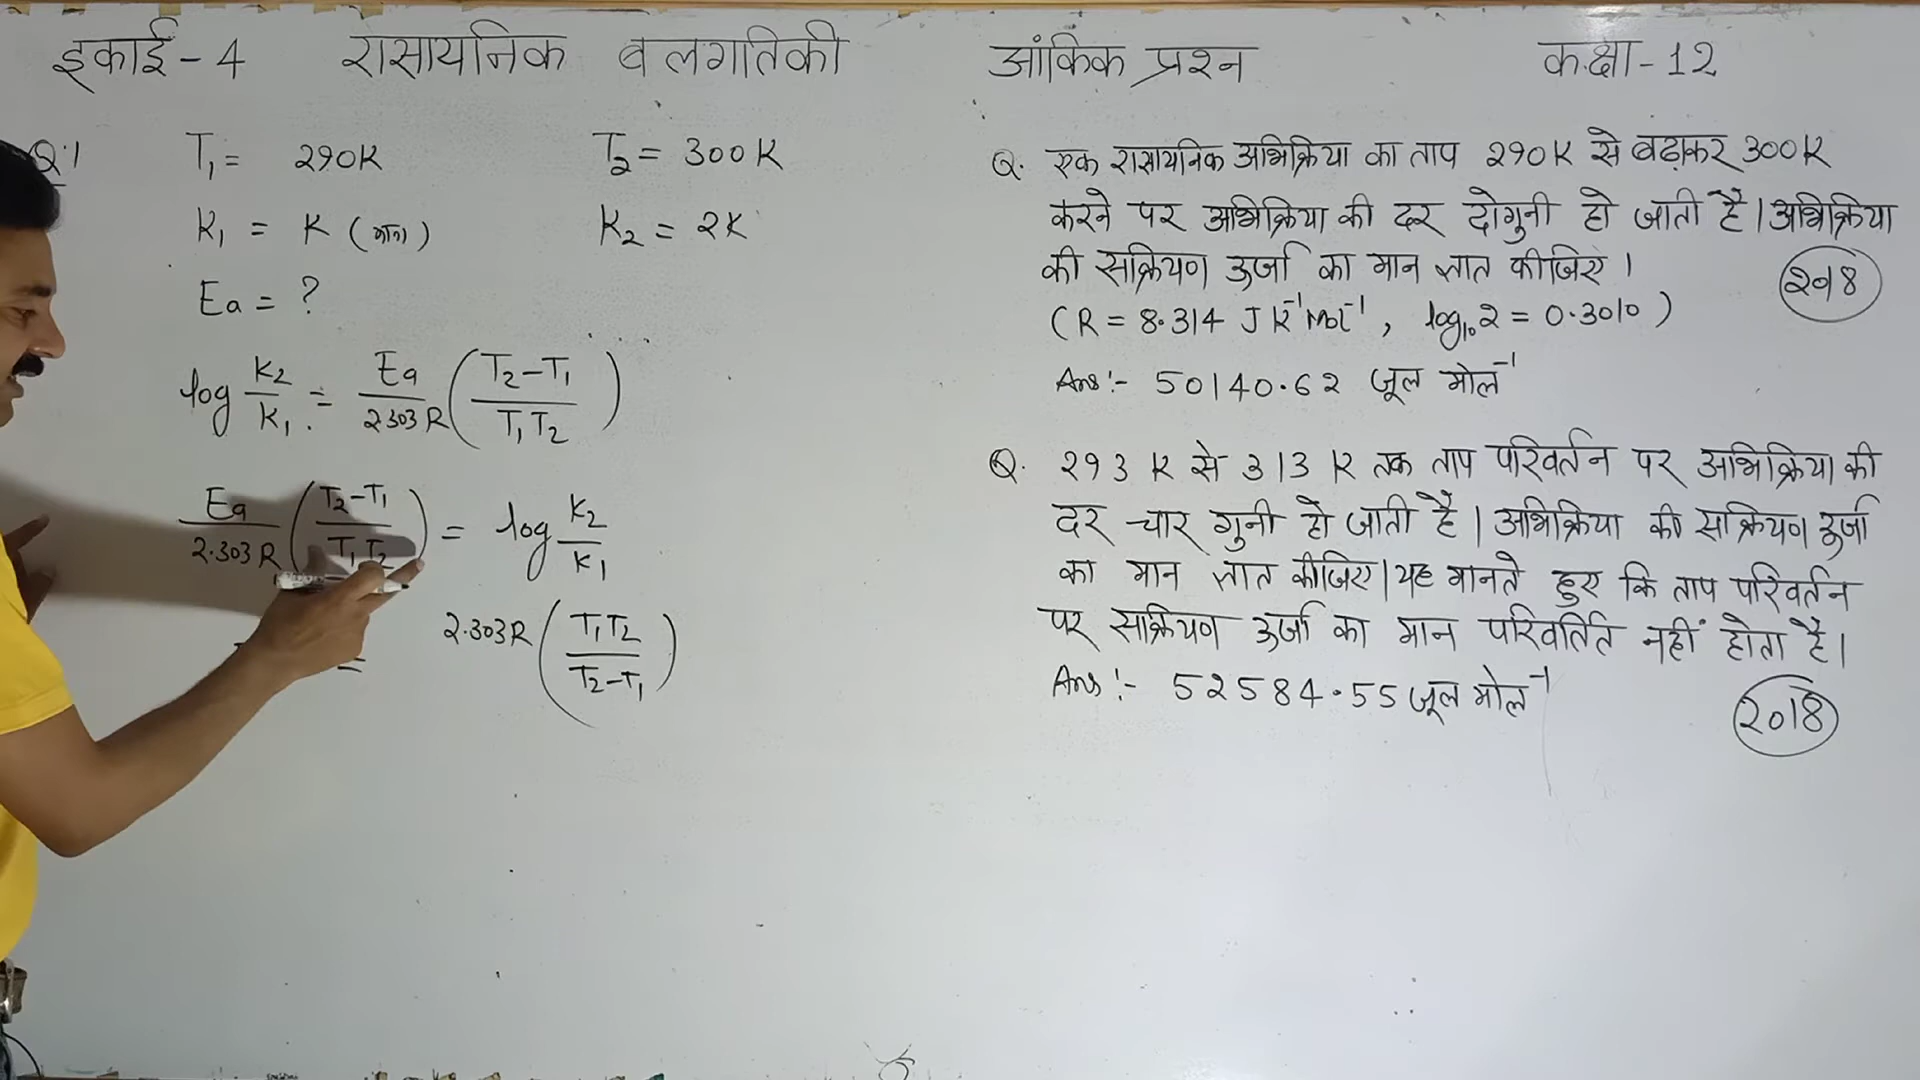 इकाई - 4 रासायनिक बलगतिकी आंकिक प्रश्न कक्षा - 12
Q.1 T₁ = 290K T₂ = 300K
K₁ = K (माना) K₂ = 2K
Ea = ?
log K₂/K₁ = Ea/2.303R (T₂-T₁/T₁T₂)
Ea/2.303R (T₂-T₁/T₁T₂) = log K₂/K₁
= 2.303R (T₁T₂/T₂-T₁)
Q. एक रासायनिक अभिक्रिया का ताप 290K से बढ़ाकर 300K
करने पर अभिक्रिया की दर दोगुनी हो जाती है। अभिक्रिया
की सक्रियण ऊर्जा का मान ज्ञात कीजिए। 2018
(R = 8.314 J K⁻¹ Mol⁻¹, log₁₀2 = 0.3010)
Ans:- 50140.62 जूल मोल⁻¹
Q. 293 K से 313 K तक ताप परिवर्तन पर अभिक्रिया की
दर चार गुनी हो जाती है। अभिक्रिया की सक्रियण ऊर्जा
का मान ज्ञात कीजिए। यह मानते हुए कि ताप परिवर्तन
पर सक्रियण ऊर्जा का मान परिवर्तित नहीं होता है।
Ans:- 52584.55 जूल मोल⁻¹
2018